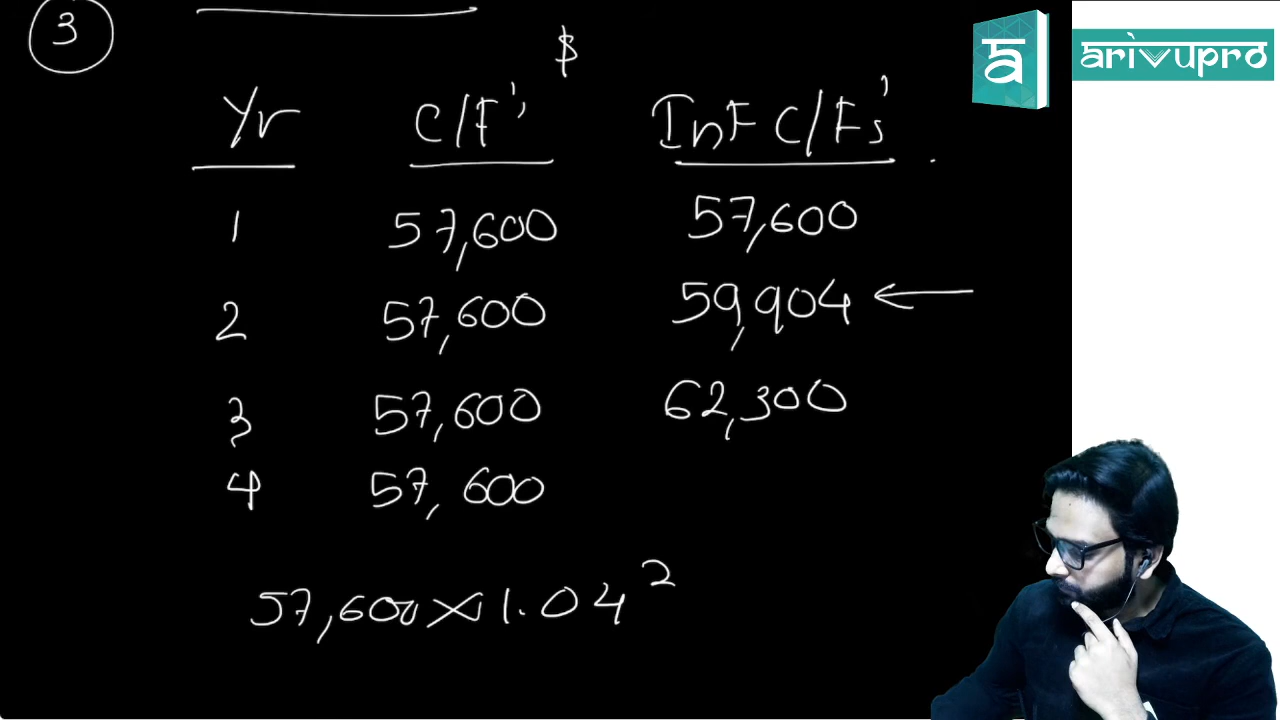 3
$
Yr C/F's InF C/Fs'
1 57,600 57,600
2 57,600 59,904 ←
3 57,600 62,300
4 57,600
57,600 × 1.04²
a
arivupro